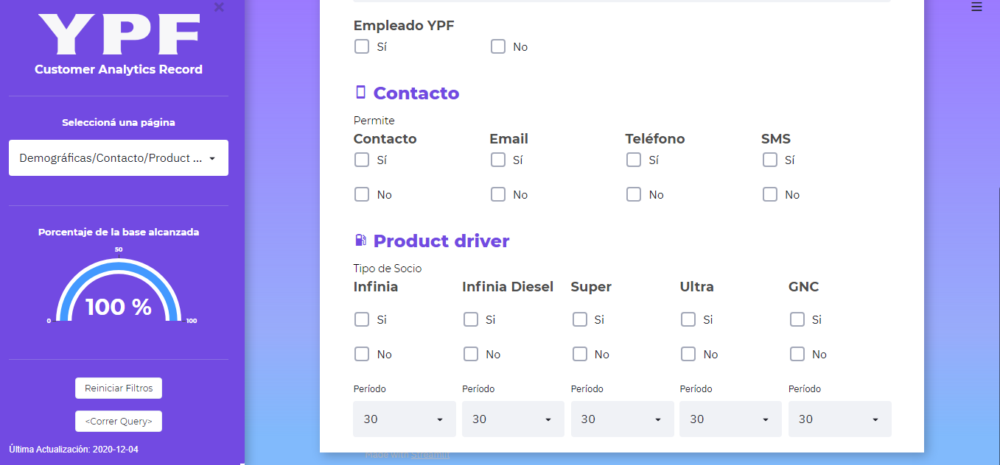 YPF
Customer Analytics Record
Seleccioná una página
Demográficas/Contacto/Product ...
Porcentaje de la base alcanzada
50
100 %
0
100
Reiniciar Filtros
<Correr Query>
Última Actualización: 2020-12-04
Empleado YPF
Sí No
Contacto
Permite
Contacto Email Teléfono SMS
Sí Sí Sí Sí
No No No No
Product driver
Tipo de Socio
Infinia Infinia Diesel Super Ultra GNC
Si Si Si Si Si
No No No No No
Período Período Período Período Período
30 30 30 30 30
Made with Streamlit